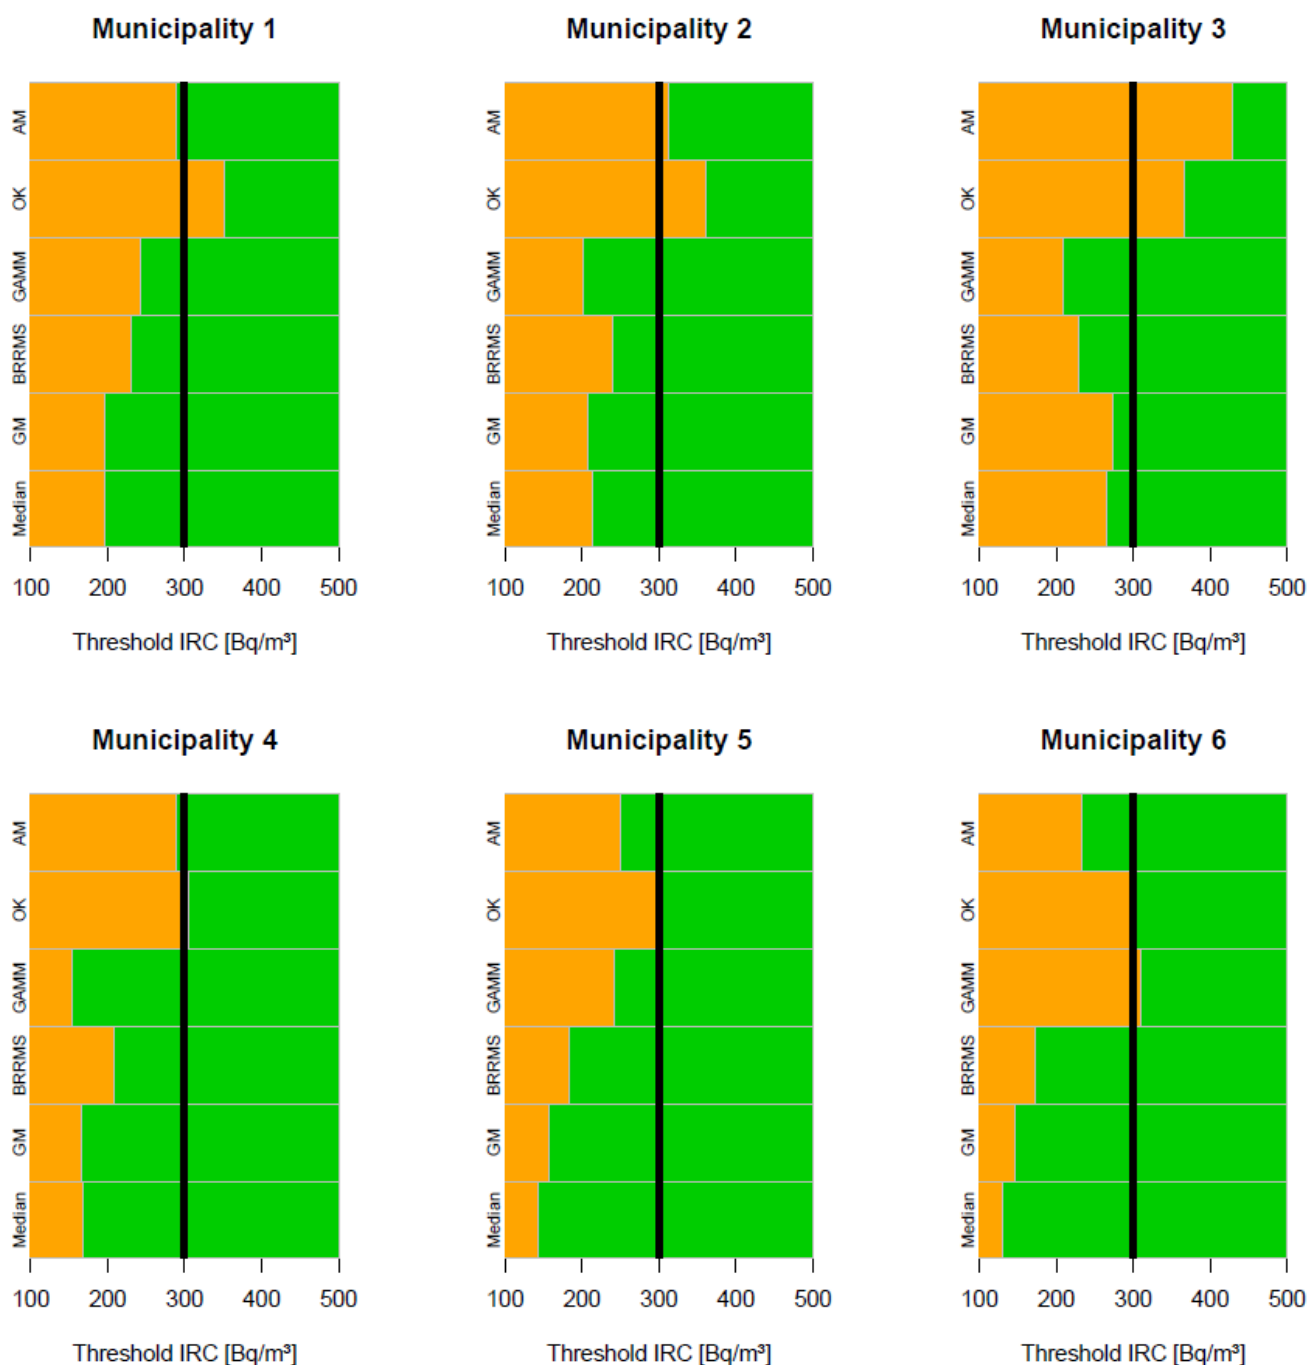 Municipality 1
AM
OK
GAMM
BRRMS
GM
Median
100 200 300 400 500
Threshold IRC [Bq/m³]
Municipality 2
AM
OK
GAMM
BRRMS
GM
Median
100 200 300 400 500
Threshold IRC [Bq/m³]
Municipality 3
AM
OK
GAMM
BRRMS
GM
Median
100 200 300 400 500
Threshold IRC [Bq/m³]
Municipality 4
AM
OK
GAMM
BRRMS
GM
Median
100 200 300 400 500
Threshold IRC [Bq/m³]
Municipality 5
AM
OK
GAMM
BRRMS
GM
Median
100 200 300 400 500
Threshold IRC [Bq/m³]
Municipality 6
AM
OK
GAMM
BRRMS
GM
Median
100 200 300 400 500
Threshold IRC [Bq/m³]